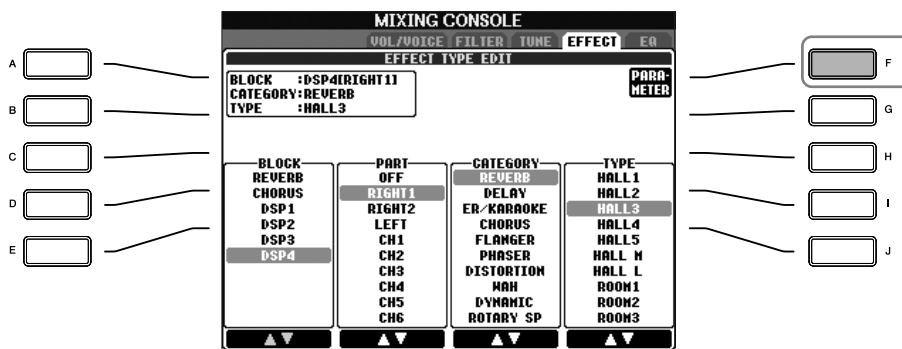 MIXING CONSOLE
VOL/VOICE FILTER TUNE EFFECT EQ
EFFECT TYPE EDIT
BLOCK :DSP4[RIGHT1]
CATEGORY:REVERB
TYPE :HALL3
PARA-
METER
A
B
C
D
E
F
G
H
I
J
BLOCK
REVERB
CHORUS
DSP1
DSP2
DSP3
DSP4
PART
OFF
RIGHT1
RIGHT2
LEFT
CH1
CH2
CH3
CH4
CH5
CH6
CATEGORY
REVERB
DELAY
ER/KARAOKE
CHORUS
FLANGER
PHASER
DISTORTION
WAH
DYNAMIC
ROTARY SP
TYPE
HALL1
HALL2
HALL3
HALL4
HALL5
HALL M
HALL L
ROOM1
ROOM2
ROOM3